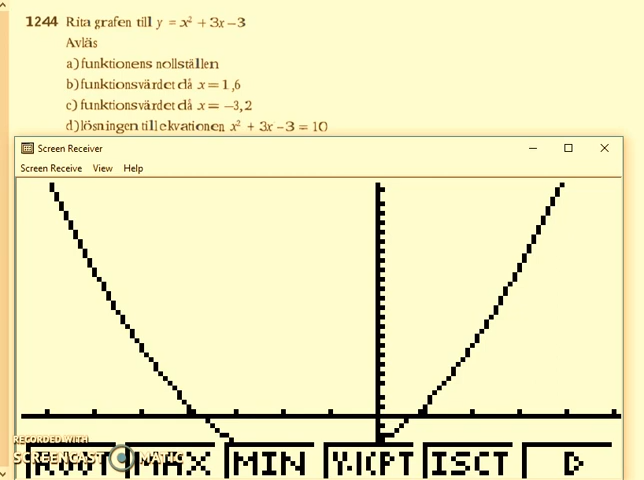 1244 Rita grafen till y = x² + 3x – 3
Avläs
a) funktionens nollställen
b) funktionsvärdet då x = 1,6
c) funktionsvärdet då x = –3,2
d) lösningen till ekvationen x² + 3x – 3 = 10
Screen Receiver
Screen Receive View Help
RECORDED WITH
SCREENCAST MATIC
ROOT MAX MIN Y-ICPT ISCT D